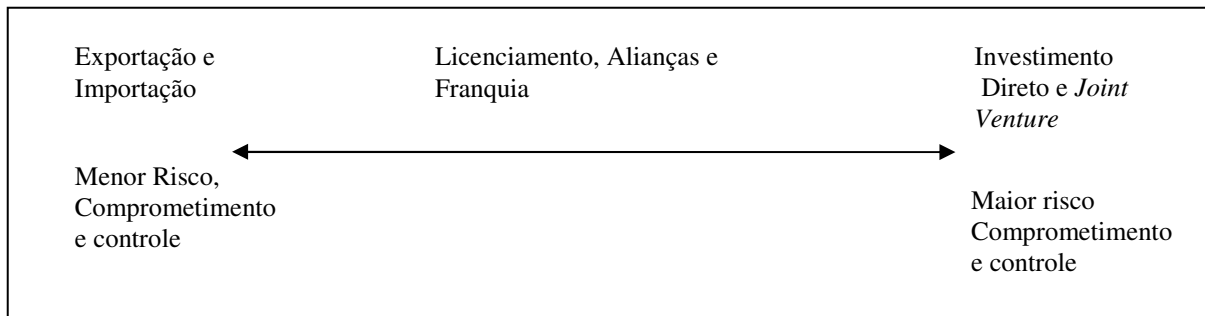 Exportação e
Importação
Licenciamento, Alianças e
Franquia
Investimento
Direto e Joint
Venture
Menor Risco,
Comprometimento
e controle
Maior risco
Comprometimento
e controle